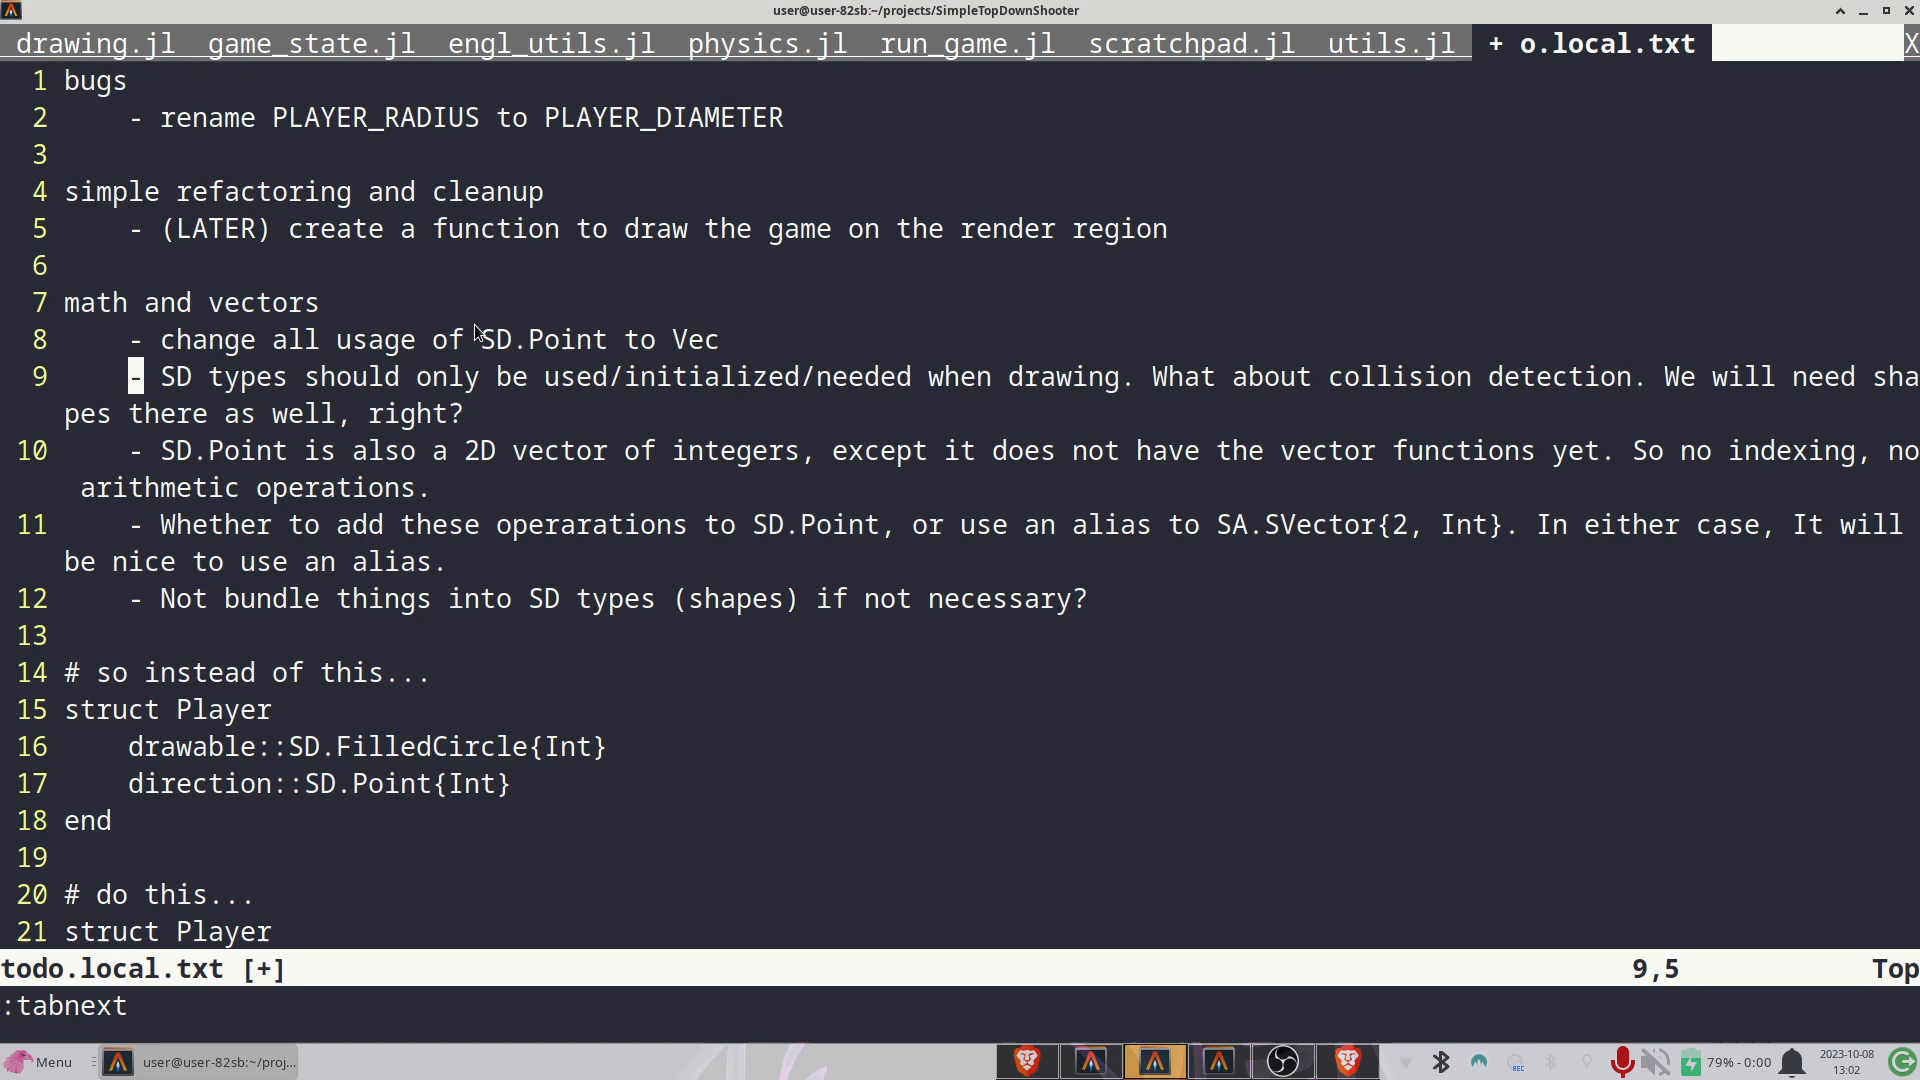 user@user-82sb:~/projects/SimpleTopDownShooter
drawing.jl game_state.jl engl_utils.jl physics.jl run_game.jl scratchpad.jl utils.jl + o.local.txt X
1 bugs
2 - rename PLAYER_RADIUS to PLAYER_DIAMETER
3
4 simple refactoring and cleanup
5 - (LATER) create a function to draw the game on the render region
6
7 math and vectors
8 - change all usage of SD.Point to Vec
9 - SD types should only be used/initialized/needed when drawing. What about collision detection. We will need sha
pes there as well, right?
10 - SD.Point is also a 2D vector of integers, except it does not have the vector functions yet. So no indexing, no
arithmetic operations.
11 - Whether to add these operarations to SD.Point, or use an alias to SA.SVector{2, Int}. In either case, It will
be nice to use an alias.
12 - Not bundle things into SD types (shapes) if not necessary?
13
14 # so instead of this...
15 struct Player
16 drawable::SD.FilledCircle{Int}
17 direction::SD.Point{Int}
18 end
19
20 # do this...
21 struct Player
todo.local.txt [+] 9,5 Top
:tabnext
Menu user@user-82sb:~/proj... REC 79% - 0:00 2023-10-08
13:02